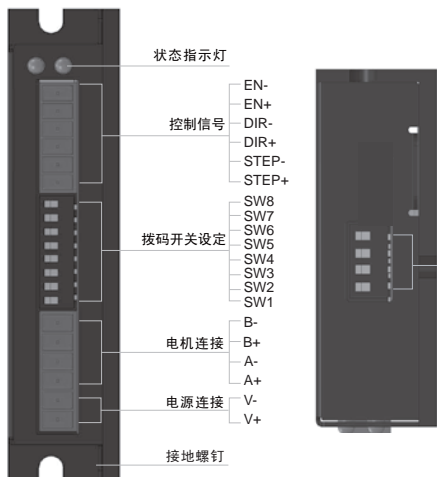 状态指示灯
控制信号
EN-
EN+
DIR-
DIR+
STEP-
STEP+
拨码开关设定
SW8
SW7
SW6
SW5
SW4
SW3
SW2
SW1
电机连接
B-
B+
A-
A+
电源连接
V-
V+
接地螺钉